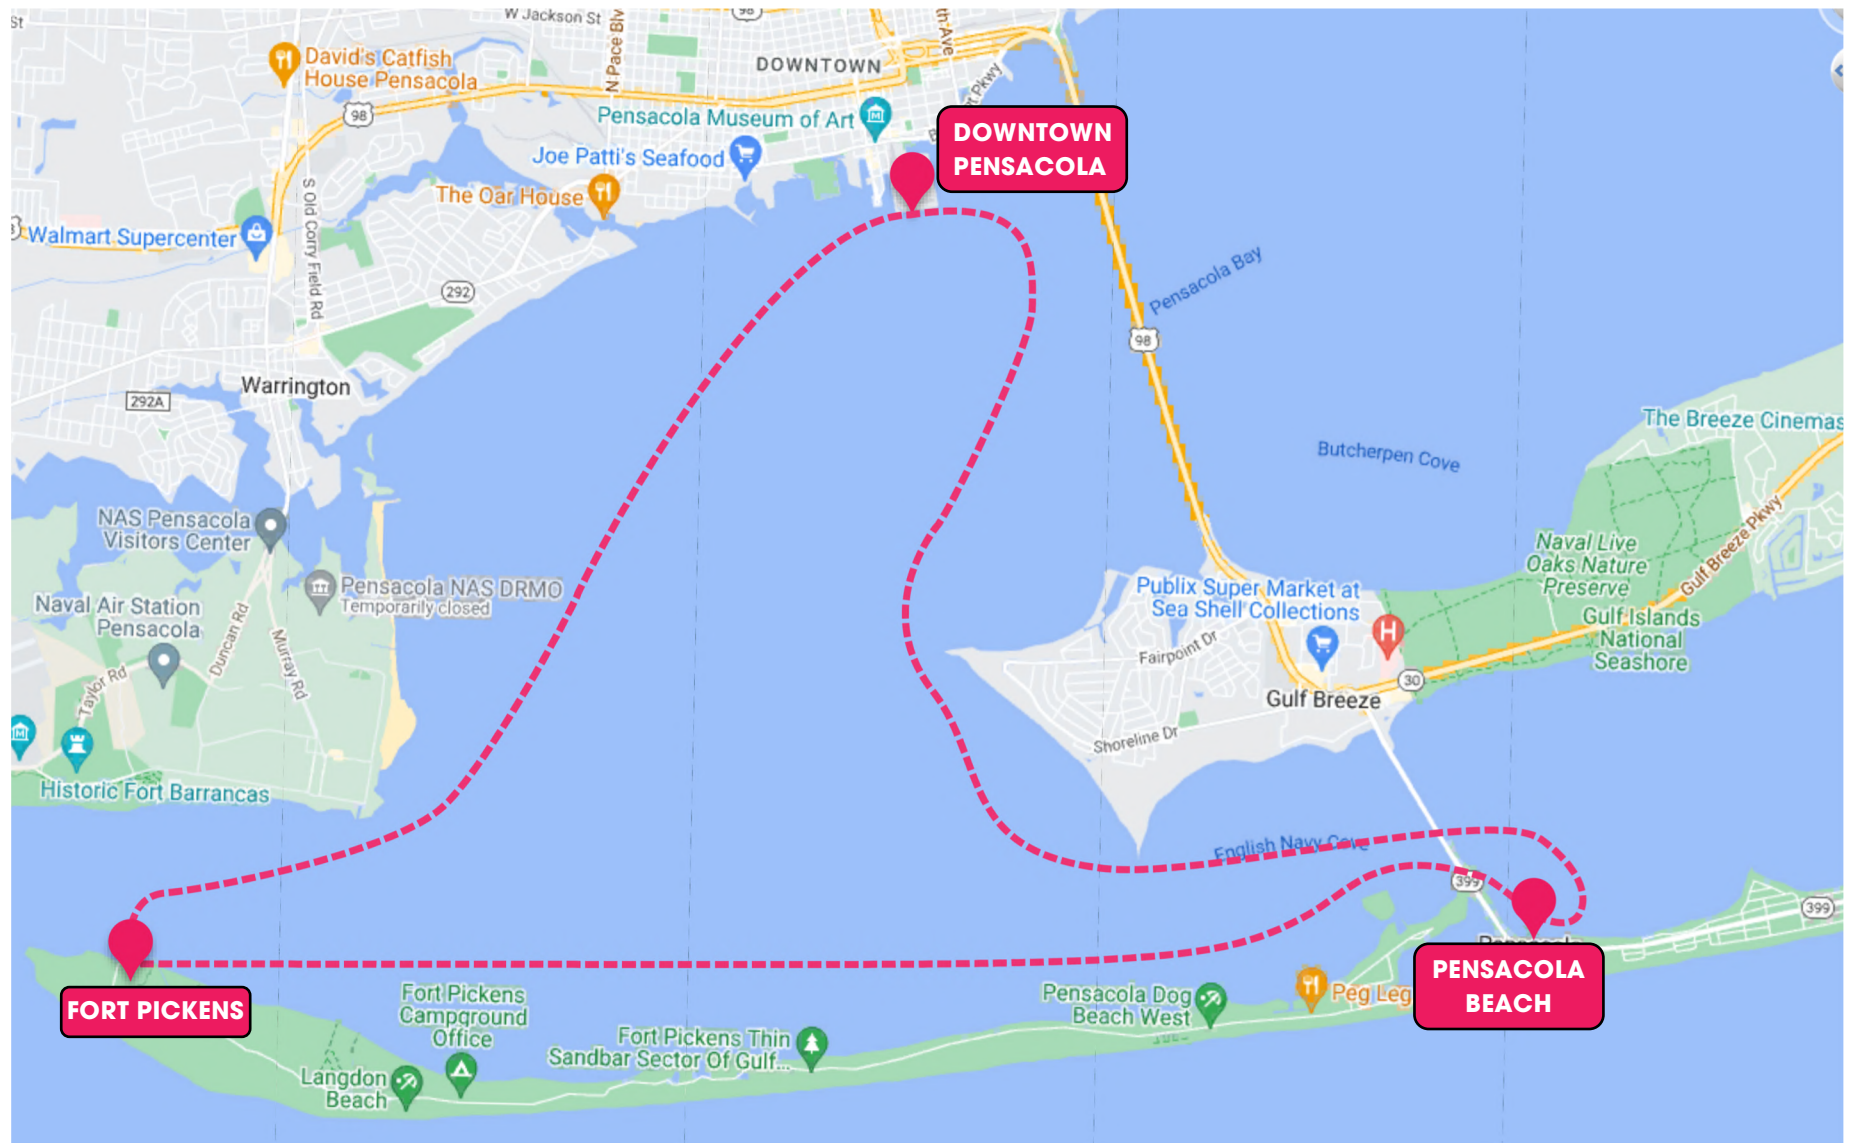 St
W Jackson St
98
N Pace Blv
th Ave
David's Catfish
House Pensacola
DOWNTOWN
98
Pensacola Museum of Art
DOWNTOWN
PENSACOLA
Joe Patti's Seafood
The Oar House
S Old Corry Field Rd
Walmart Supercenter
292
Pensacola Bay
98
Warrington
292A
The Breeze Cinemas
Butcherpen Cove
NAS Pensacola
Visitors Center
Naval Live
Oaks Nature
Preserve
Gulf Breeze Pkwy
Pensacola NAS DRMO
Temporarily closed
Publix Super Market at
Sea Shell Collections
Naval Air Station
Pensacola
Duncan Rd
Murray Rd
Taylor Rd
Fairpoint Dr
H
Gulf Islands
National
Seashore
30
Gulf Breeze
Shoreline Dr
Historic Fort Barrancas
English Navy Cove
399
399
Pensacola
FORT PICKENS
PENSACOLA
BEACH
Fort Pickens
Campground
Office
Pensacola Dog
Beach West
Peg Leg
Fort Pickens Thin
Sandbar Sector Of Gulf...
Langdon
Beach